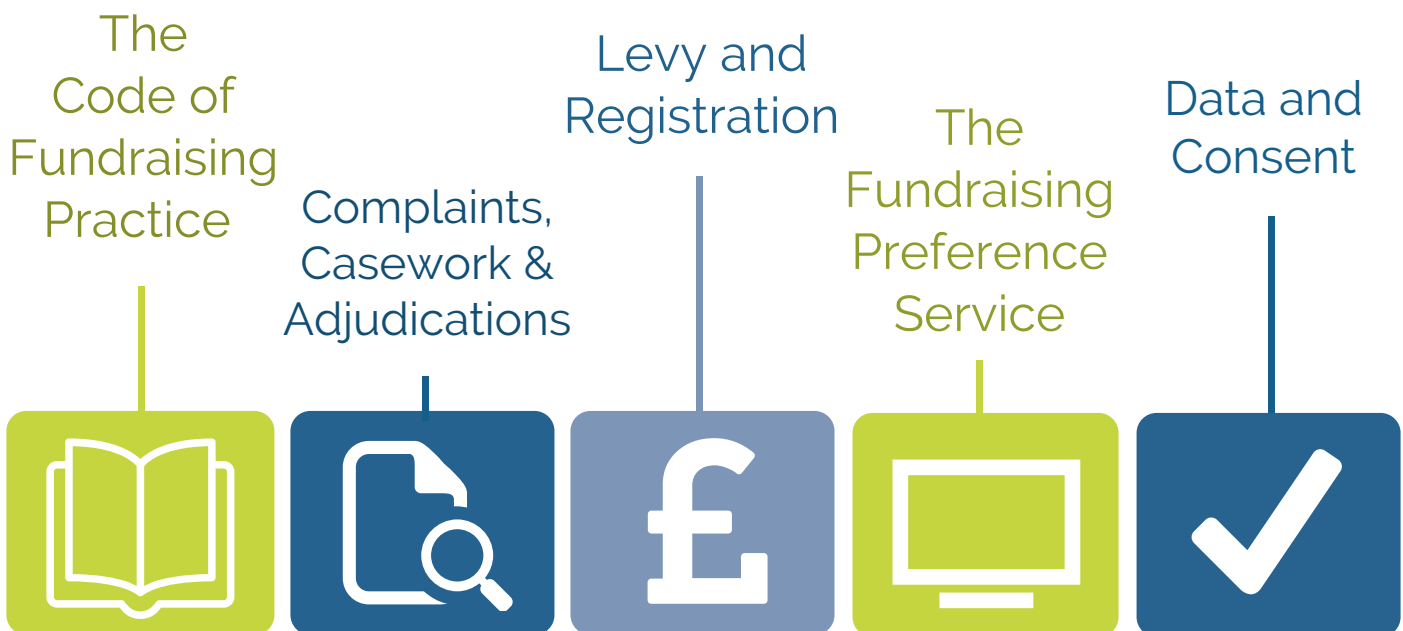 The
Code of
Fundraising
Practice
Complaints,
Casework &
Adjudications
Levy and
Registration
The
Fundraising
Preference
Service
Data and
Consent
£